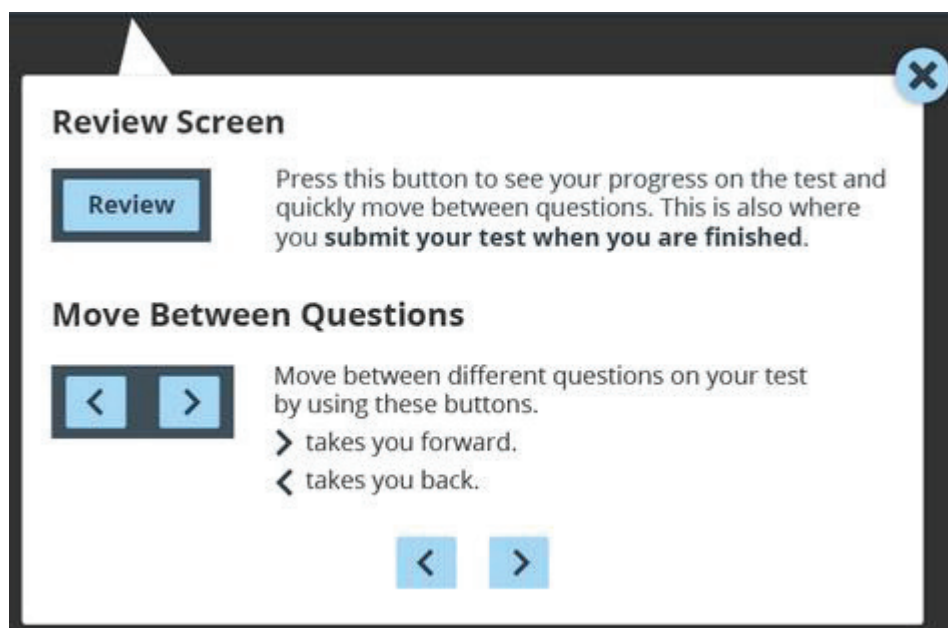 Review Screen
Review
Press this button to see your progress on the test and
quickly move between questions. This is also where
you submit your test when you are finished.
Move Between Questions
Move between different questions on your test
by using these buttons.
> takes you forward.
< takes you back.